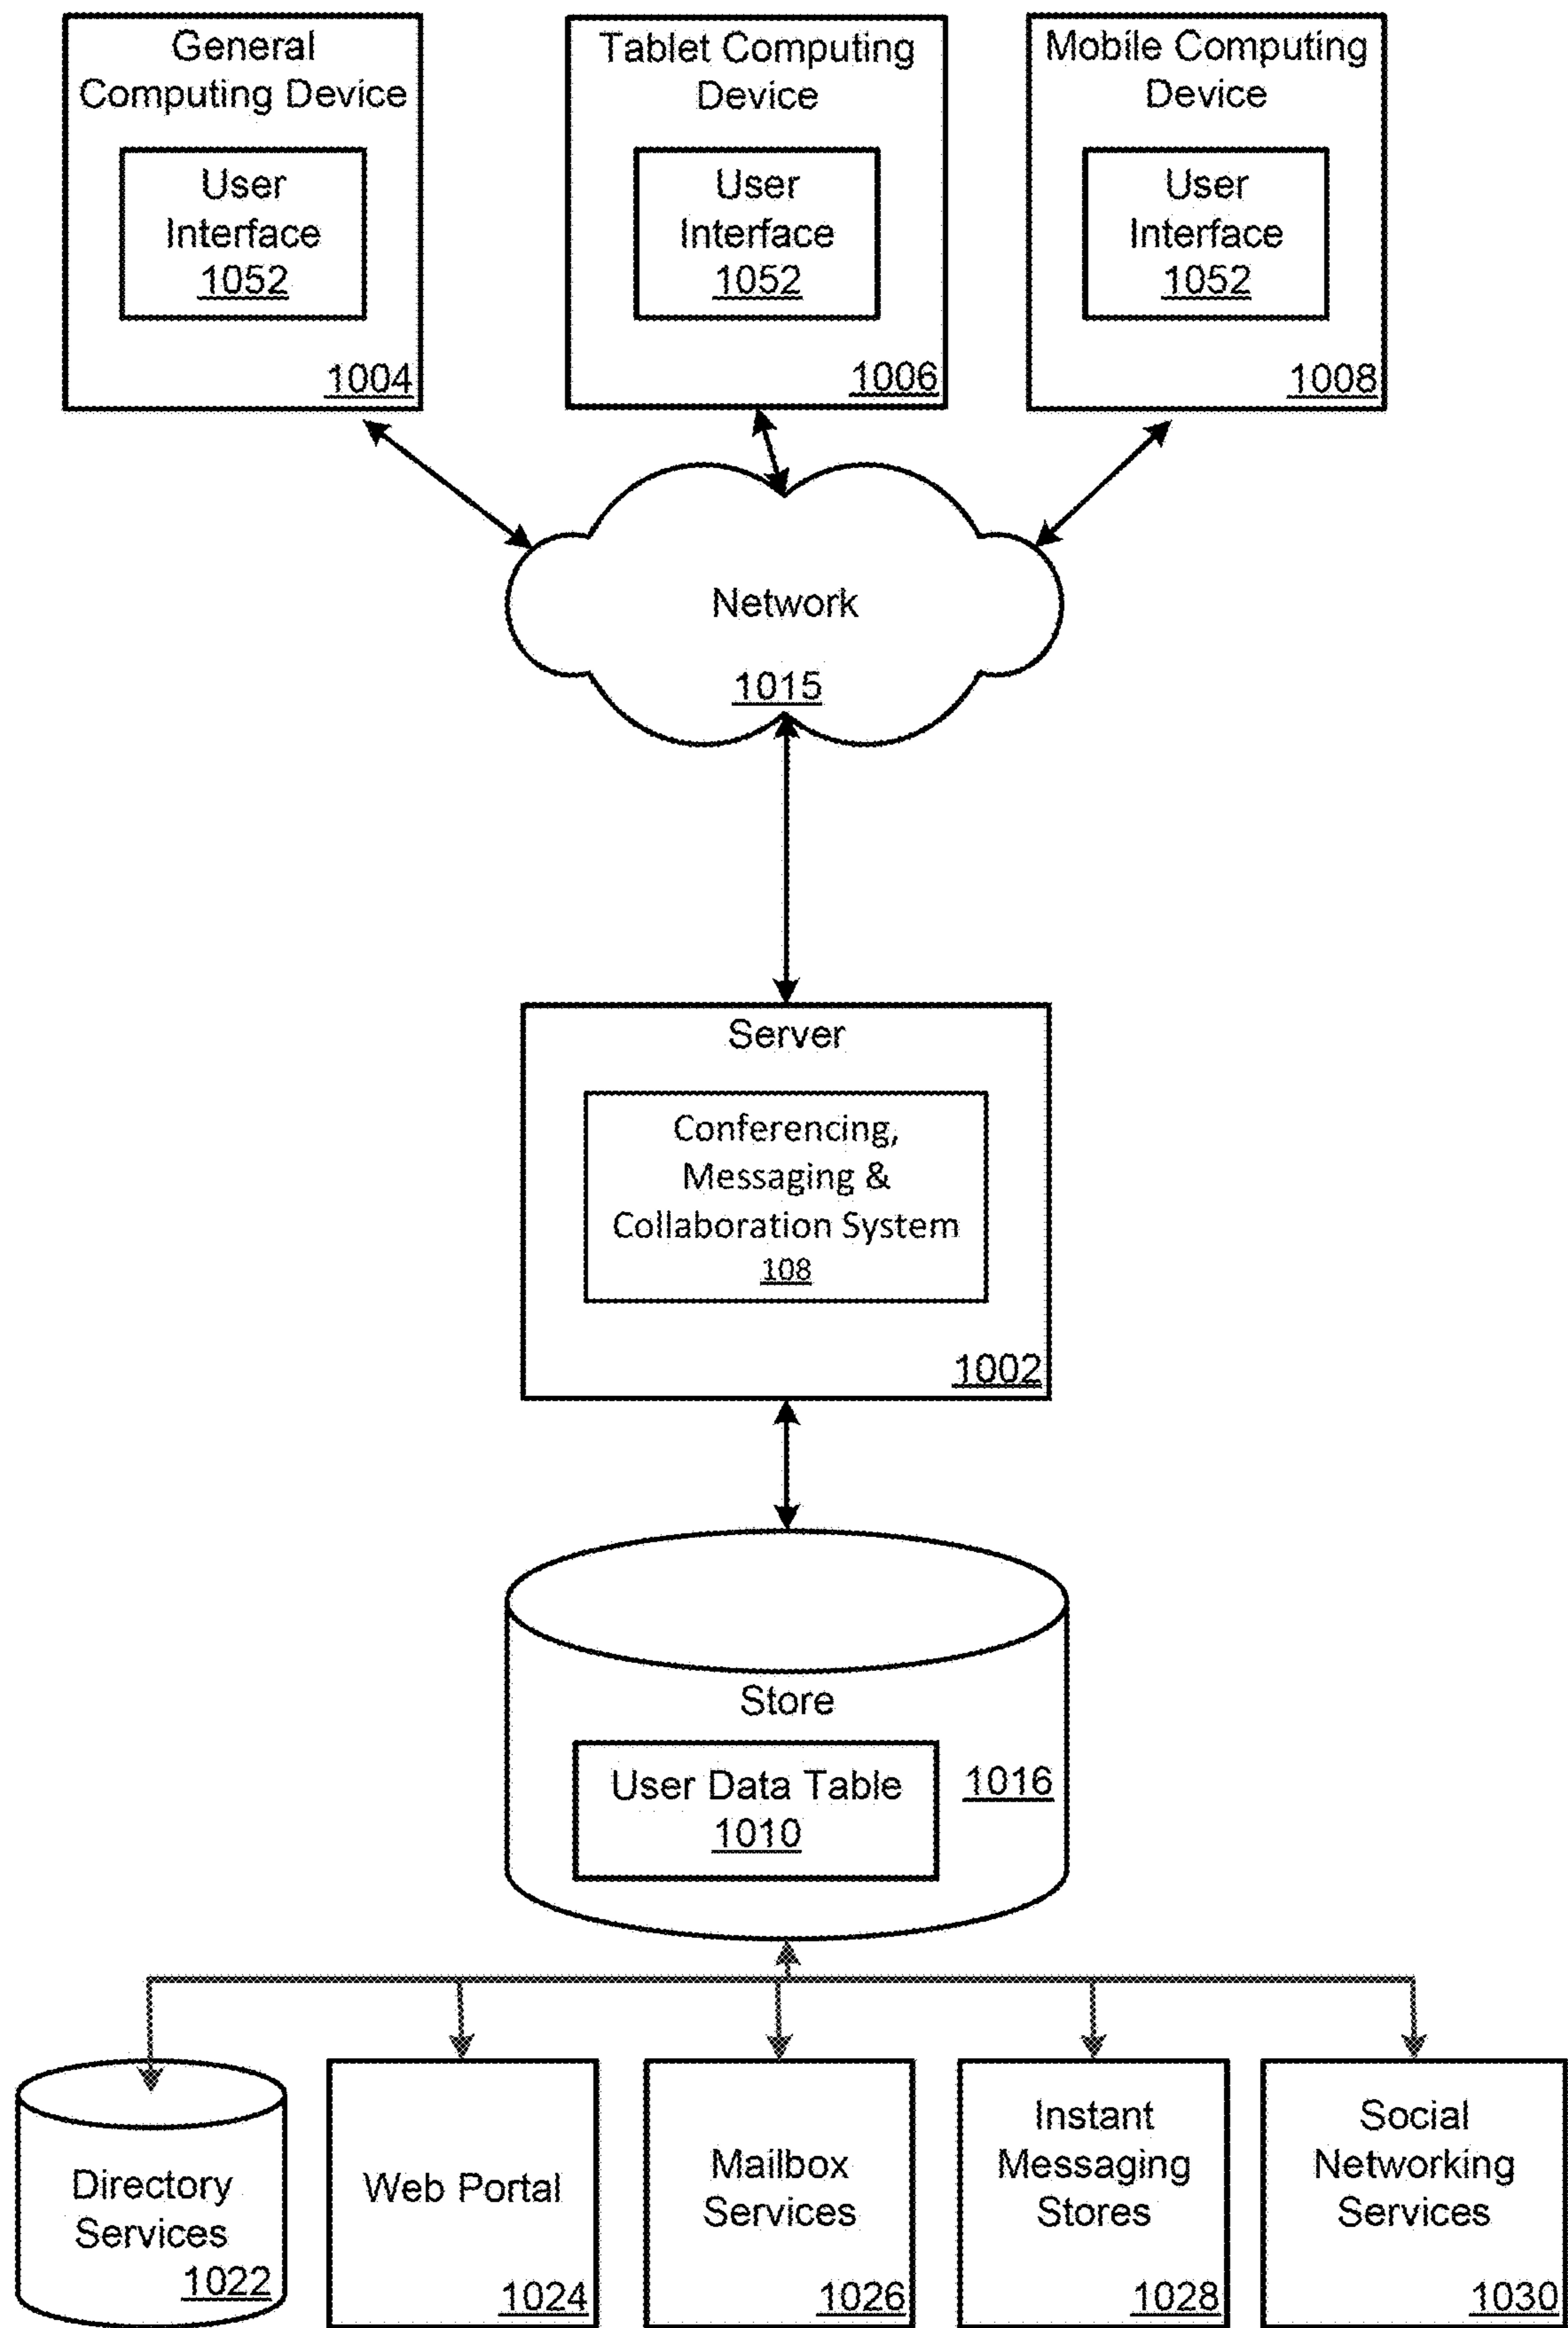 General
Computing Device
User
Interface
1052
1004
Tablet Computing
Device
User
Interface
1052
1006
Mobile Computing
Device
User
Interface
1052
1008
Network
1015
Server
Conferencing,
Messaging &
Collaboration System
108
1002
Store
User Data Table
1010
1016
Directory
Services
1022
Web Portal
1024
Mailbox
Services
1026
Instant
Messaging
Stores
1028
Social
Networking
Services
1030